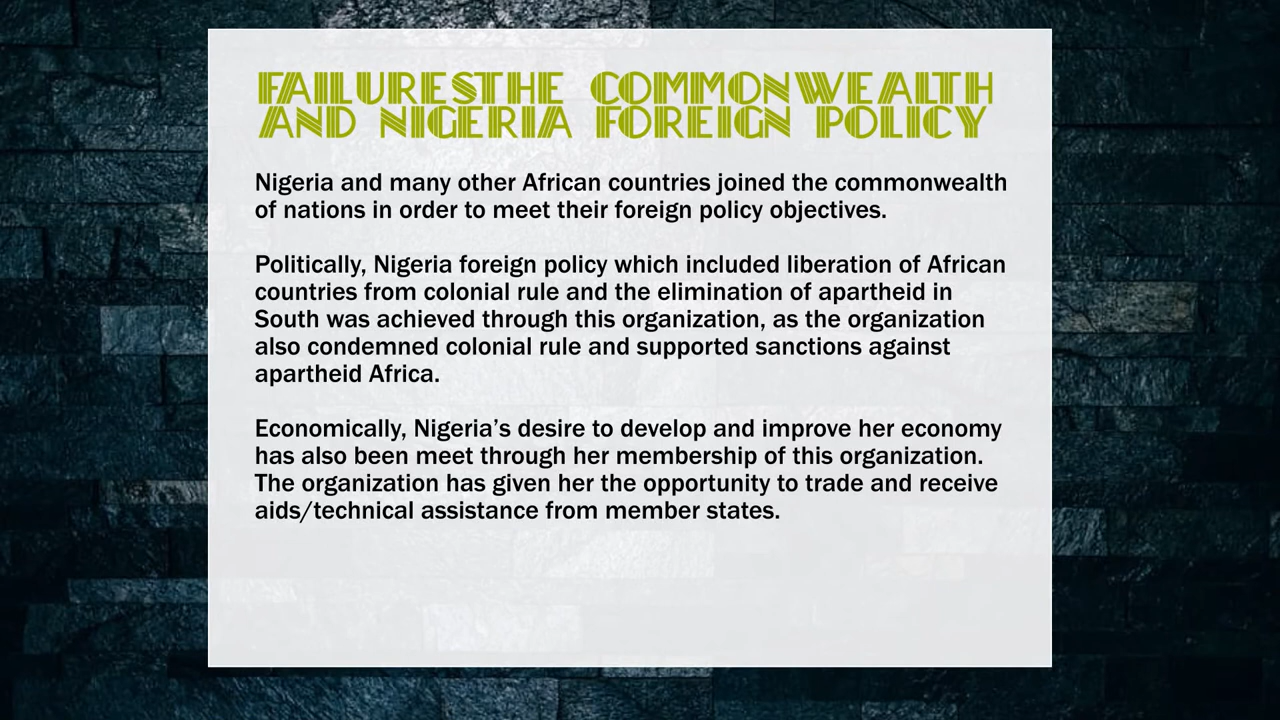 FAILURESTHE COMMONWEALTH
AND NIGERIA FOREIGN POLICY
Nigeria and many other African countries joined the commonwealth
of nations in order to meet their foreign policy objectives.
Politically, Nigeria foreign policy which included liberation of African
countries from colonial rule and the elimination of apartheid in
South was achieved through this organization, as the organization
also condemned colonial rule and supported sanctions against
apartheid Africa.
Economically, Nigeria’s desire to develop and improve her economy
has also been meet through her membership of this organization.
The organization has given her the opportunity to trade and receive
aids/technical assistance from member states.